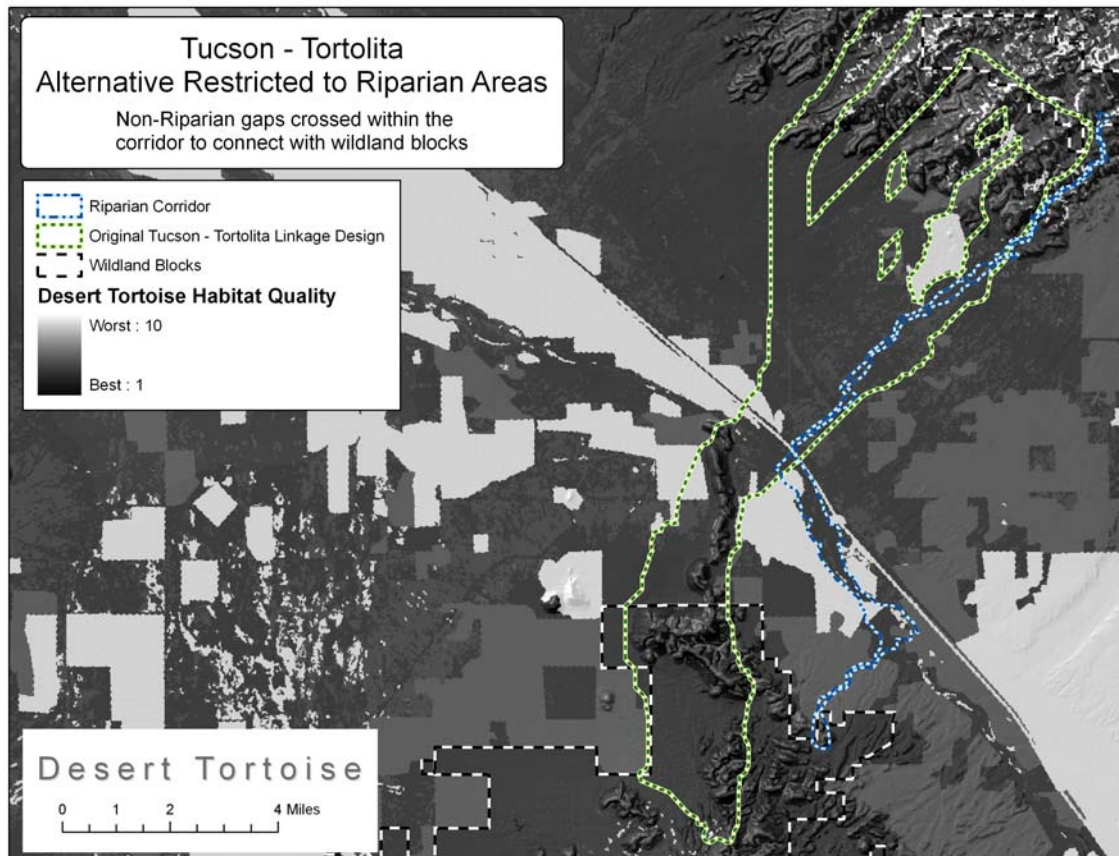 Tucson - Tortolita
Alternative Restricted to Riparian Areas
Non-Riparian gaps crossed within the
corridor to connect with wildland blocks
Riparian Corridor
Original Tucson - Tortolita Linkage Design
Wildland Blocks
Desert Tortoise Habitat Quality
Worst : 10
Best : 1
Desert Tortoise
0 1 2 4 Miles